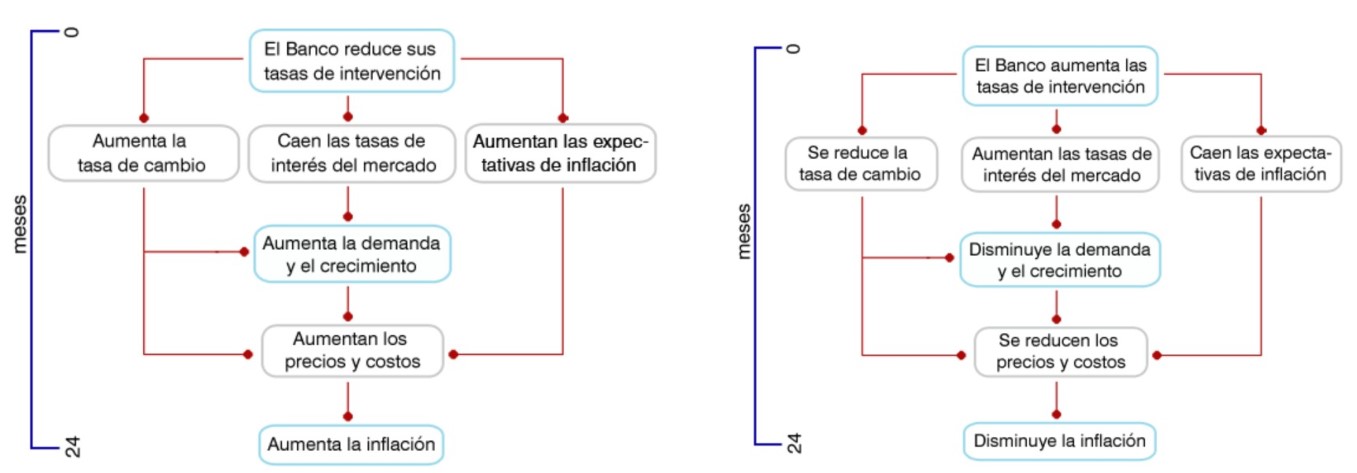 0
El Banco reduce sus
tasas de intervención
Aumenta la
tasa de cambio
Caen las tasas de
interés del mercado
Aumentan las expec-
tativas de inflación
meses
Aumenta la demanda
y el crecimiento
Aumentan los
precios y costos
24
Aumenta la inflación
0
El Banco aumenta las
tasas de intervención
Se reduce la
tasa de cambio
Aumentan las tasas de
interés del mercado
Caen las expecta-
tivas de inflación
meses
Disminuye la demanda
y el crecimiento
Se reducen los
precios y costos
24
Disminuye la inflación